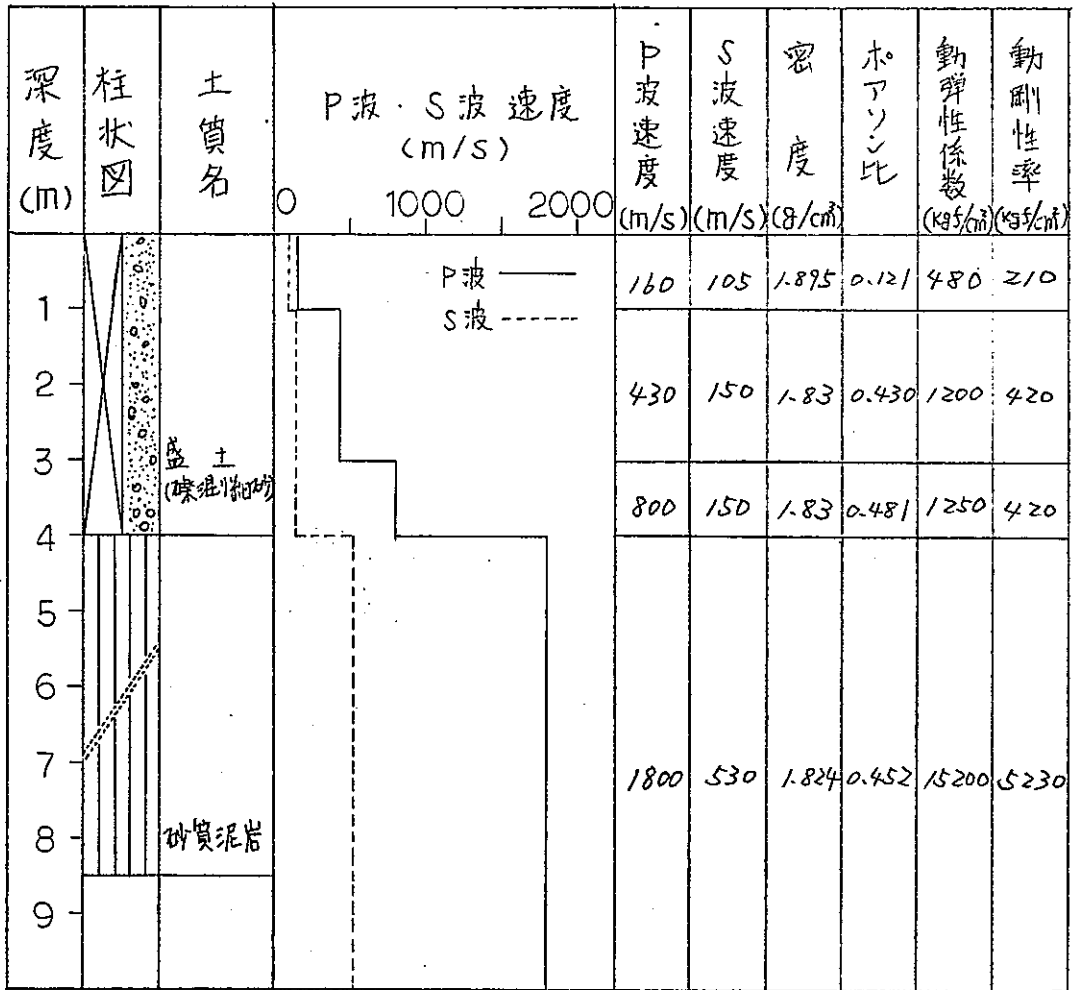 深度(m)
柱状図
土質名
P波・S波速度
(m/s)
0 1000 2000
P波速度
(m/s)
S波速度
(m/s)
密度
(g/cm³)
ポアソン比
動弾性係数
(kgf/cm²)
動剛性率
(kgf/cm²)
P波
S波
1
2
3
4
5
6
7
8
9
盛土
(礫混り細砂)
砂質泥岩
160 105 1.895 0.121 480 210
430 150 1.83 0.430 1200 420
800 150 1.83 0.481 1250 420
1800 530 1.824 0.452 15200 5230